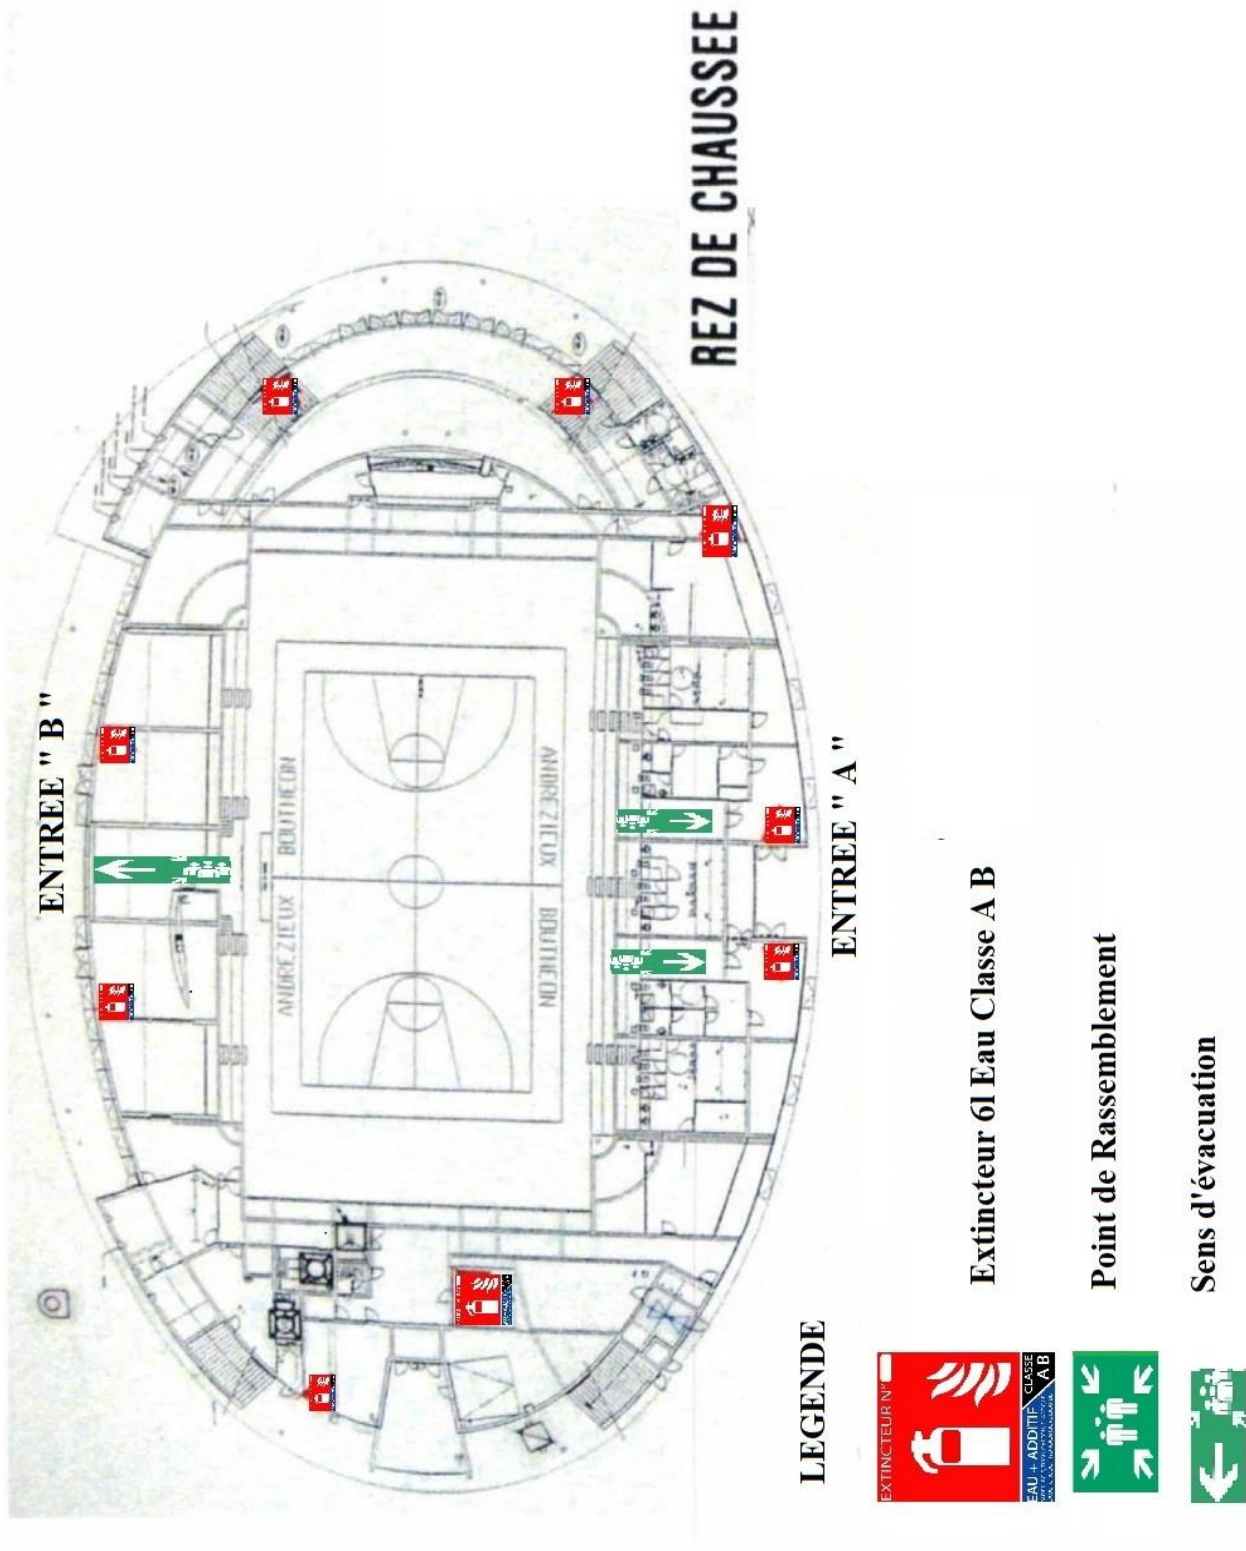 REZ DE CHAUSSEE
ENTREE " B "
ANDREZIEUX BOUTHEON
ANDREZIEUX BOUTHEON
ENTREE " A "
LEGENDE
EXTINCTEUR N°
EAU + ADDITIF
CLASSE
A B
Extincteur 6l Eau Classe A B
Point de Rassemblement
Sens d'évacuation